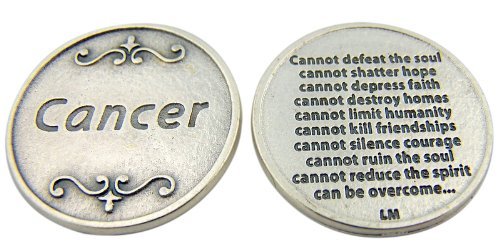 Cancer
Cannot defeat the soul
cannot shatter hope
cannot depress faith
cannot destroy homes
cannot limit humanity
cannot kill friendships
cannot silence courage
cannot ruin the soul
cannot reduce the spirit
can be overcome...
LM